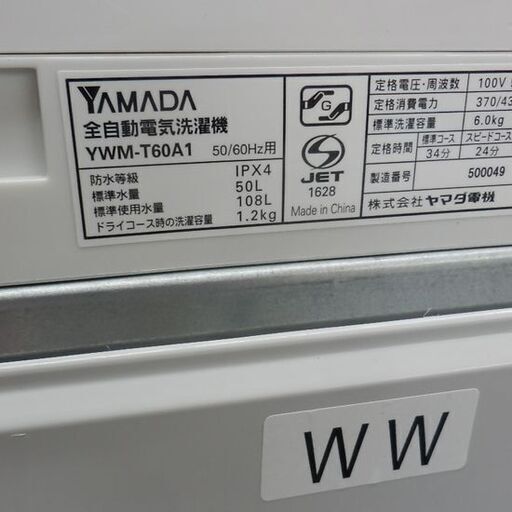 YAMADA
全自動電気洗濯機
YWM-T60A1 50/60Hz用
防水等級 IPX4
標準水量 50L
標準使用水量 108L
ドライコース時の洗濯容量 1.2kg
G
JET
1628
Made in China
定格電圧・周波数 100V
定格消費電力 370/43
標準洗濯容量 6.0kg
定格時間 標準コース スピードコース
34分 24分
製造番号 500049
株式会社ヤマダ電機
WW